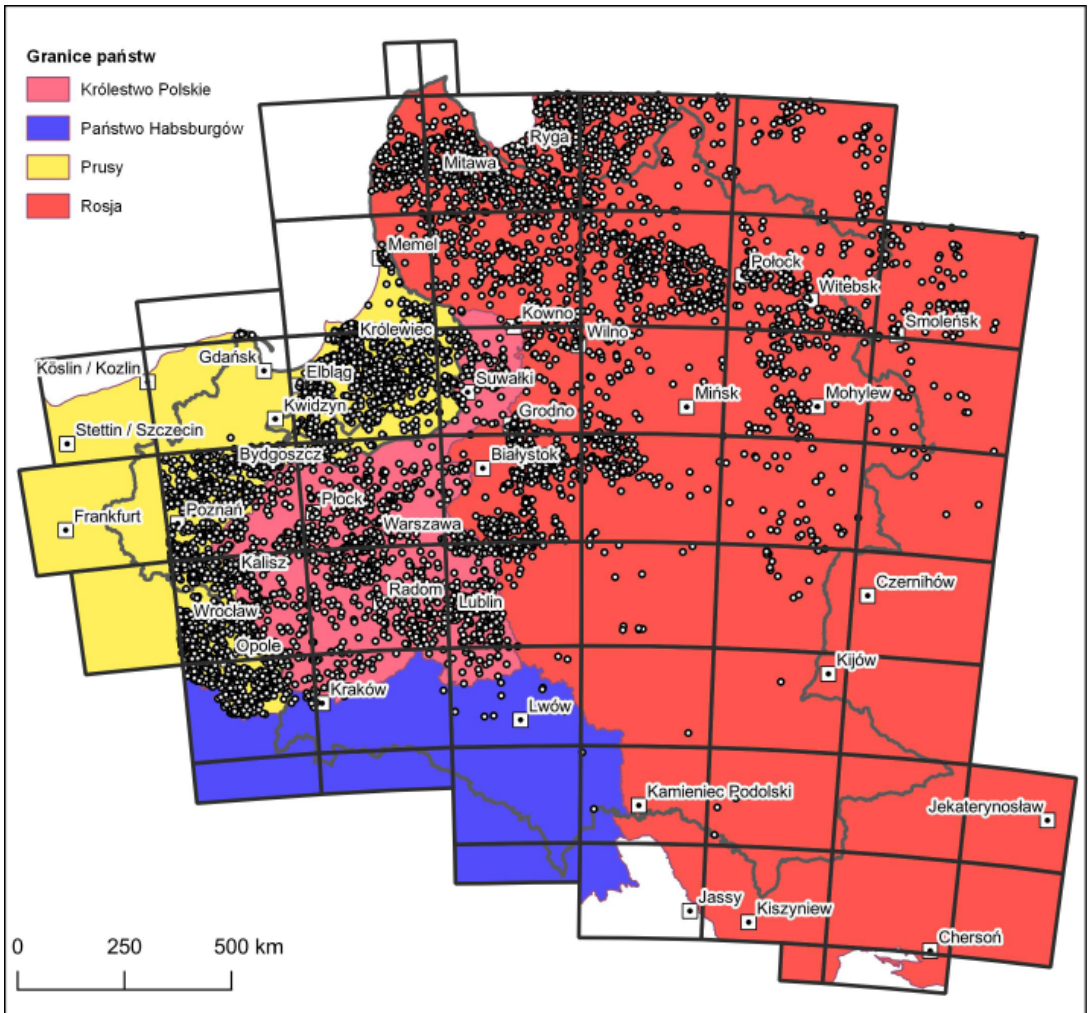 Granice państw
Królestwo Polskie
Państwo Habsburgów
Prusy
Rosja
Ryga
Mitawa
Memel
Połock
Witebsk
Kowno
Smoleńsk
Królewiec
Wilno
Gdańsk
Köslin / Kozlin
Elbląg
Suwałki
Mińsk
Mohylew
Kwidzyn
Grodno
Stettin / Szczecin
Bydgoszcz
Białystok
Płock
Frankfurt
Poznań
Warszawa
Kalisz
Radom
Czernihów
Wrocław
Lublin
Opole
Kijów
Kraków
Lwów
Kamieniec Podolski
Jekaterynosław
Jassy
Kiszyniew
Chersoń
0 250 500 km